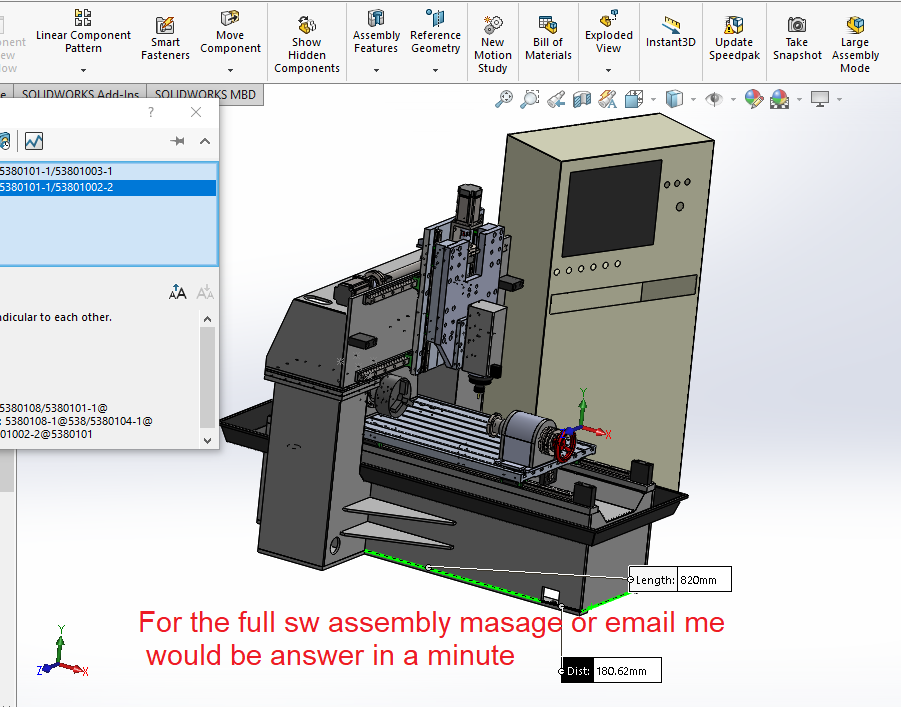 Linear Component
Pattern
Smart
Fasteners
Move
Component
Show
Hidden
Components
Assembly
Features
Reference
Geometry
New
Motion
Study
Bill of
Materials
Exploded
View
Instant3D
Update
Speedpak
Take
Snapshot
Large
Assembly
Mode
SOLIDWORKS Add-Ins
SOLIDWORKS MBD
?
5380101-1/53801003-1
5380101-1/53801002-2
ndicular to each other.
5380108/5380101-1@
: 5380108-1@538/5380104-1@
01002-2@5380101
Y
X
Length: 820mm
For the full sw assembly masage or email me
would be answer in a minute
Dist: 180.62mm
Y
Z
X